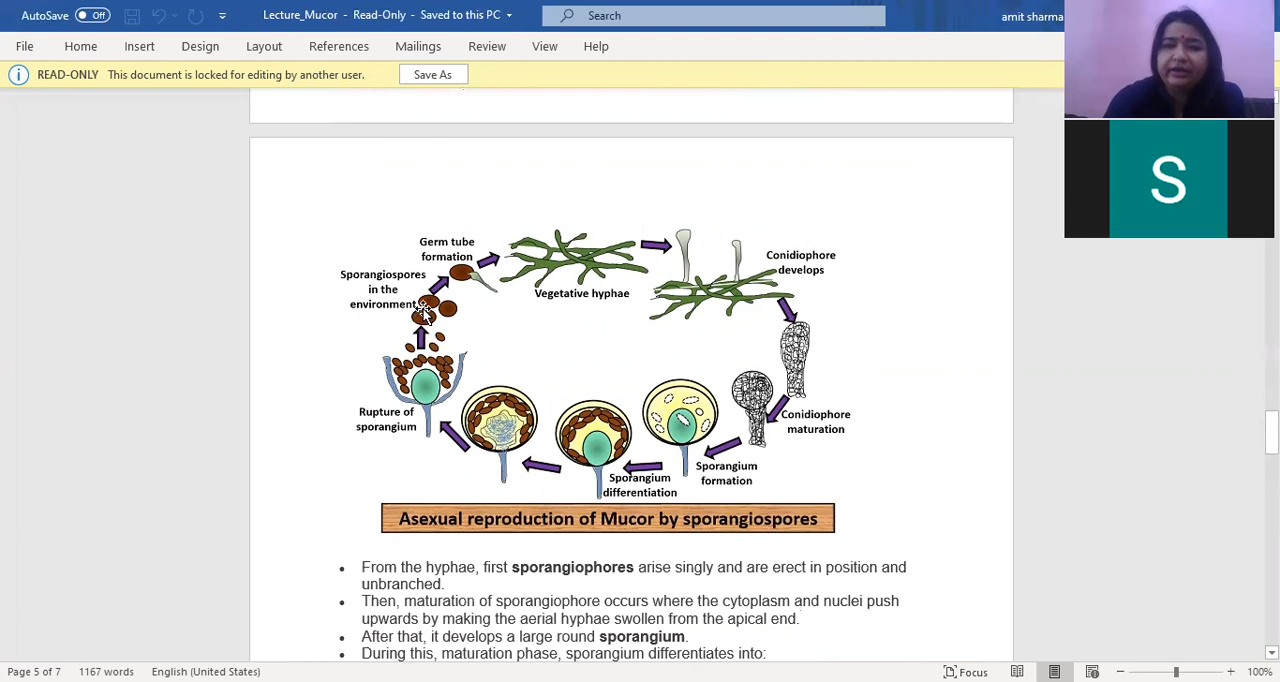 AutoSave Off Lecture_Mucor - Read-Only - Saved to this PC Search amit sharma
File Home Insert Design Layout References Mailings Review View Help
READ-ONLY This document is locked for editing by another user. Save As
S
Germ tube
formation
Sporangiospores
in the
environment
Vegetative hyphae
Conidiophore
develops
Conidiophore
maturation
Sporangium
formation
Sporangium
differentiation
Rupture of
sporangium
Asexual reproduction of Mucor by sporangiospores
• From the hyphae, first sporangiophores arise singly and are erect in position and
unbranched.
• Then, maturation of sporangiophore occurs where the cytoplasm and nuclei push
upwards by making the aerial hyphae swollen from the apical end.
• After that, it develops a large round sporangium.
• During this, maturation phase, sporangium differentiates into:
Page 5 of 7 1167 words English (United States) Focus 100%